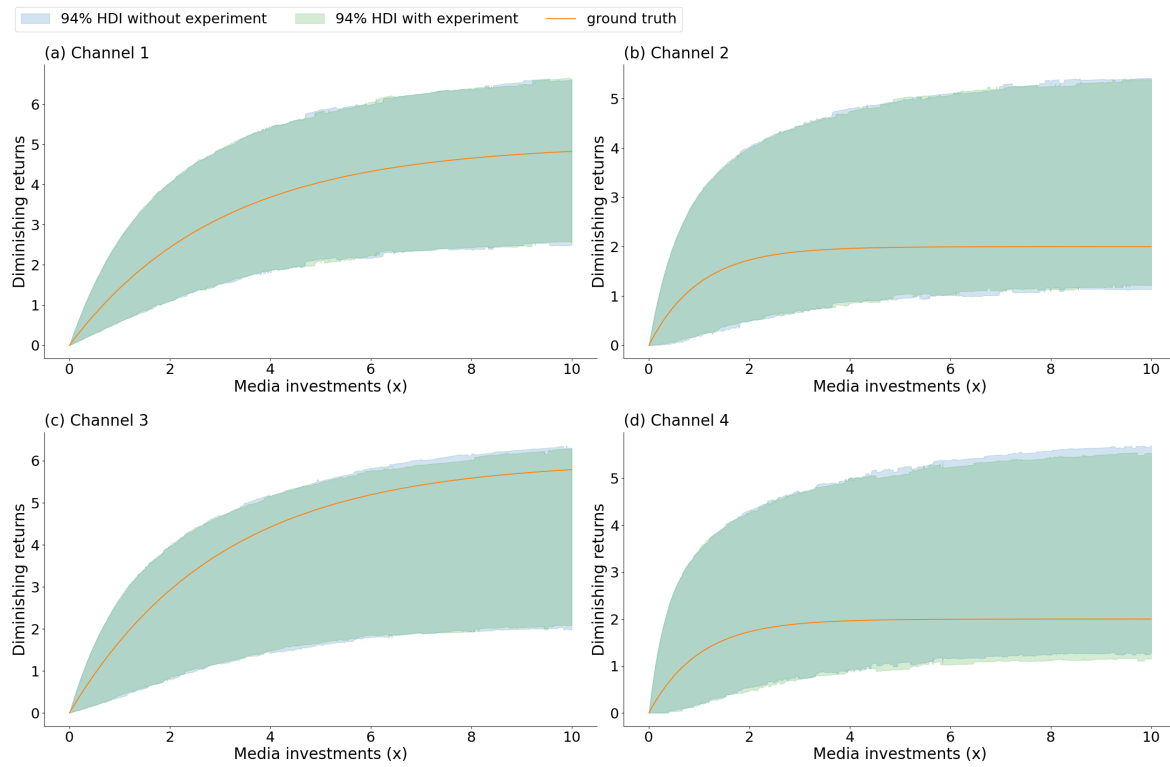 94% HDI without experiment 94% HDI with experiment ground truth
(a) Channel 1
Diminishing returns
6
5
4
3
2
1
0
0 2 4 6 8 10
Media investments (x)
(b) Channel 2
Diminishing returns
5
4
3
2
1
0
0 2 4 6 8 10
Media investments (x)
(c) Channel 3
Diminishing returns
6
5
4
3
2
1
0
0 2 4 6 8 10
Media investments (x)
(d) Channel 4
Diminishing returns
5
4
3
2
1
0
0 2 4 6 8 10
Media investments (x)